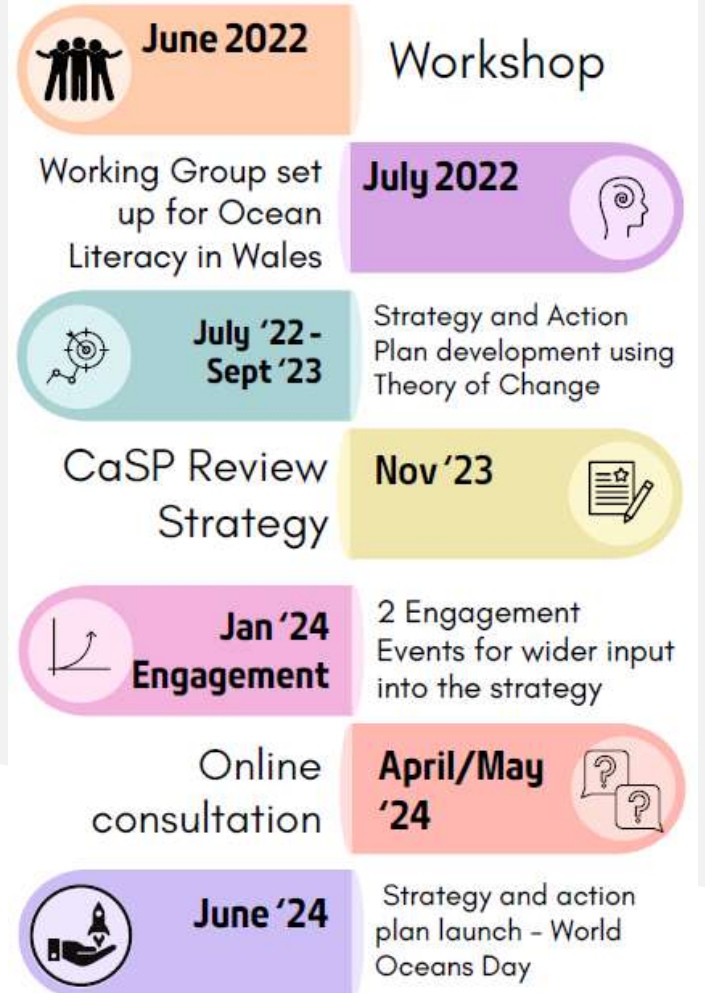 June 2022
Workshop
Working Group set
up for Ocean
Literacy in Wales
July 2022
July ‘22 -
Sept ‘23
Strategy and Action
Plan development using
Theory of Change
CaSP Review
Strategy
Nov ‘23
Jan ‘24
Engagement
2 Engagement
Events for wider input
into the strategy
Online
consultation
April/May
‘24
June ‘24
Strategy and action
plan launch - World
Oceans Day